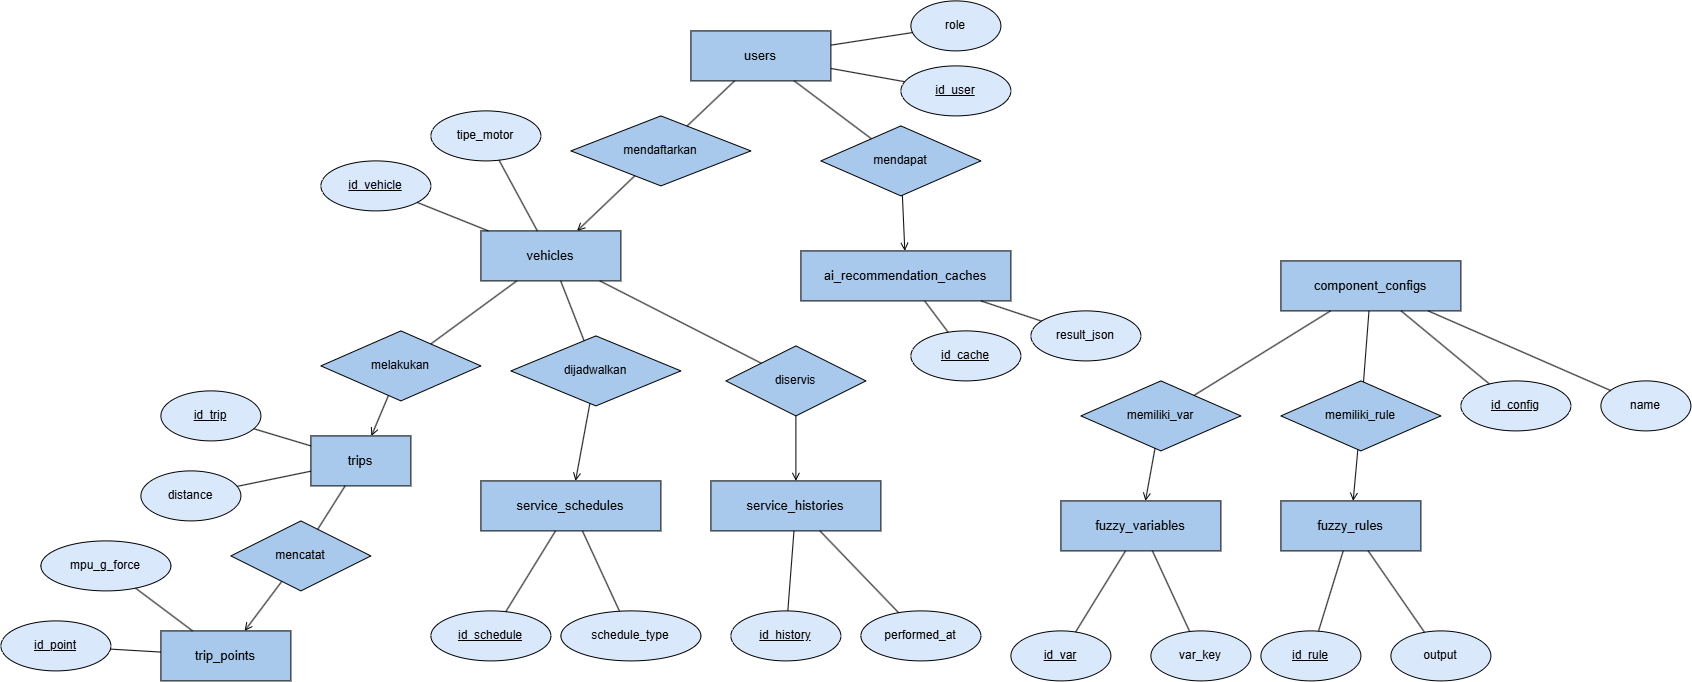 role
users
id_user
tipe_motor
mendaftarkan
mendapat
id_vehicle
vehicles
ai_recommendation_caches
component_configs
result_json
id_cache
melakukan
dijadwalkan
diservis
id_trip
memiliki_var
memiliki_rule
id_config
name
trips
distance
service_schedules
service_histories
fuzzy_variables
fuzzy_rules
mencatat
mpu_g_force
id_point
trip_points
id_schedule
schedule_type
id_history
performed_at
id_var
var_key
id_rule
output